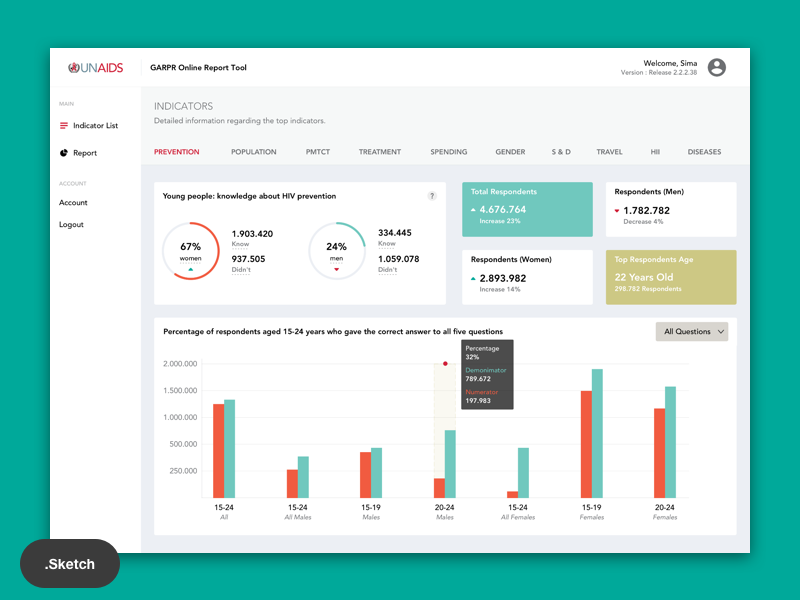 UNAIDS
GARPR Online Report Tool
Welcome, Sima
Version : Release 2.2.2.38
MAIN
Indicator List
Report
ACCOUNT
Account
Logout
INDICATORS
Detailed information regarding the top indicators.
PREVENTION POPULATION PMTCT TREATMENT SPENDING GENDER S & D TRAVEL HII DISEASES
Young people: knowledge about HIV prevention ?
67%
women
1.903.420
Know
937.505
Didn't
24%
men
334.445
Know
1.059.078
Didn't
Total Respondents
4.676.764
Increase 23%
Respondents (Men)
1.782.782
Decrease 4%
Respondents (Women)
2.893.982
Increase 14%
Top Respondents Age
22 Years Old
298.782 Respondents
Percentage of respondents aged 15-24 years who gave the correct answer to all five questions
All Questions
Percentage
32%
Demonimator
789.672
Numerator
197.983
2.000.000
1.500.000
1.000.000
500.000
250.000
15-24 15-24 15-19 20-24 15-24 15-19 20-24
All All Males Males Males All Females Females Females
.Sketch